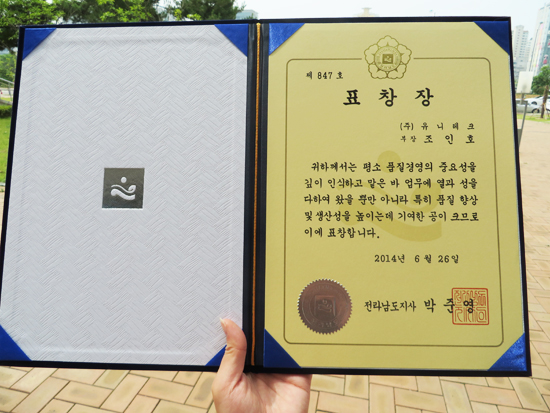 제 847 호
표 창 장
(주) 유니테크
부장 조인호
귀하께서는 평소 품질경영의 중요성을
깊이 인식하고 맡은 바 업무에 열과 성을
다하여 왔을 뿐만 아니라 특히 품질 향상
및 생산성을 높이는데 기여한 공이 크므로
이에 표창합니다.
2014년 6 월 26일
전라남도지사 박 준 영